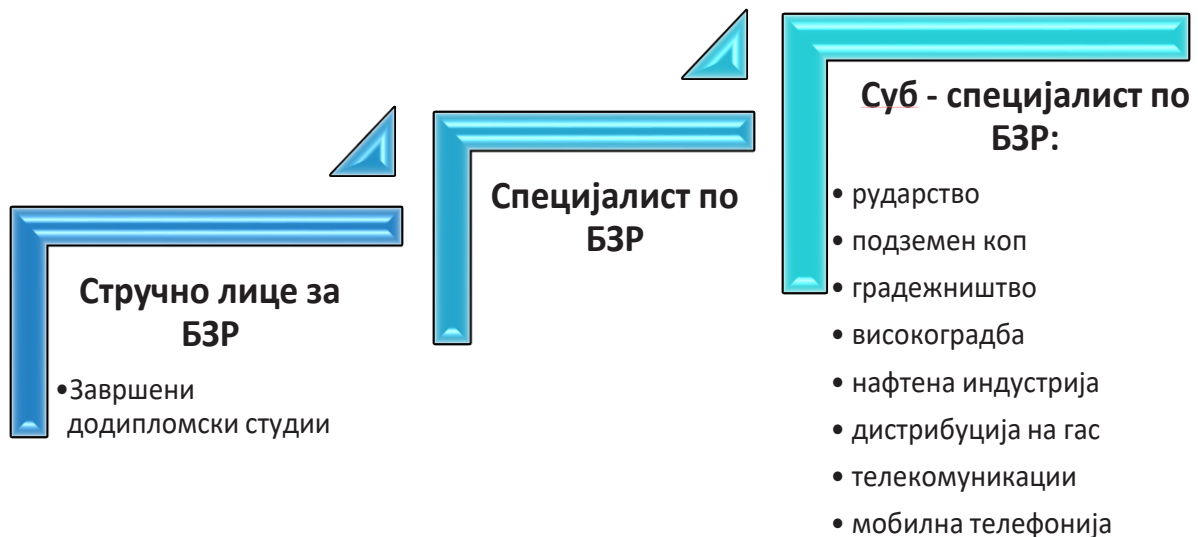 Стручно лице за
БЗР
•Завршени
додипломски студии
Специјалист по
БЗР
Суб - специјалист по
БЗР:
• рударство
• подземен коп
• градежништво
• високоградба
• нафтена индустрија
• дистрибуција на гас
• телекомуникации
• мобилна телефонија